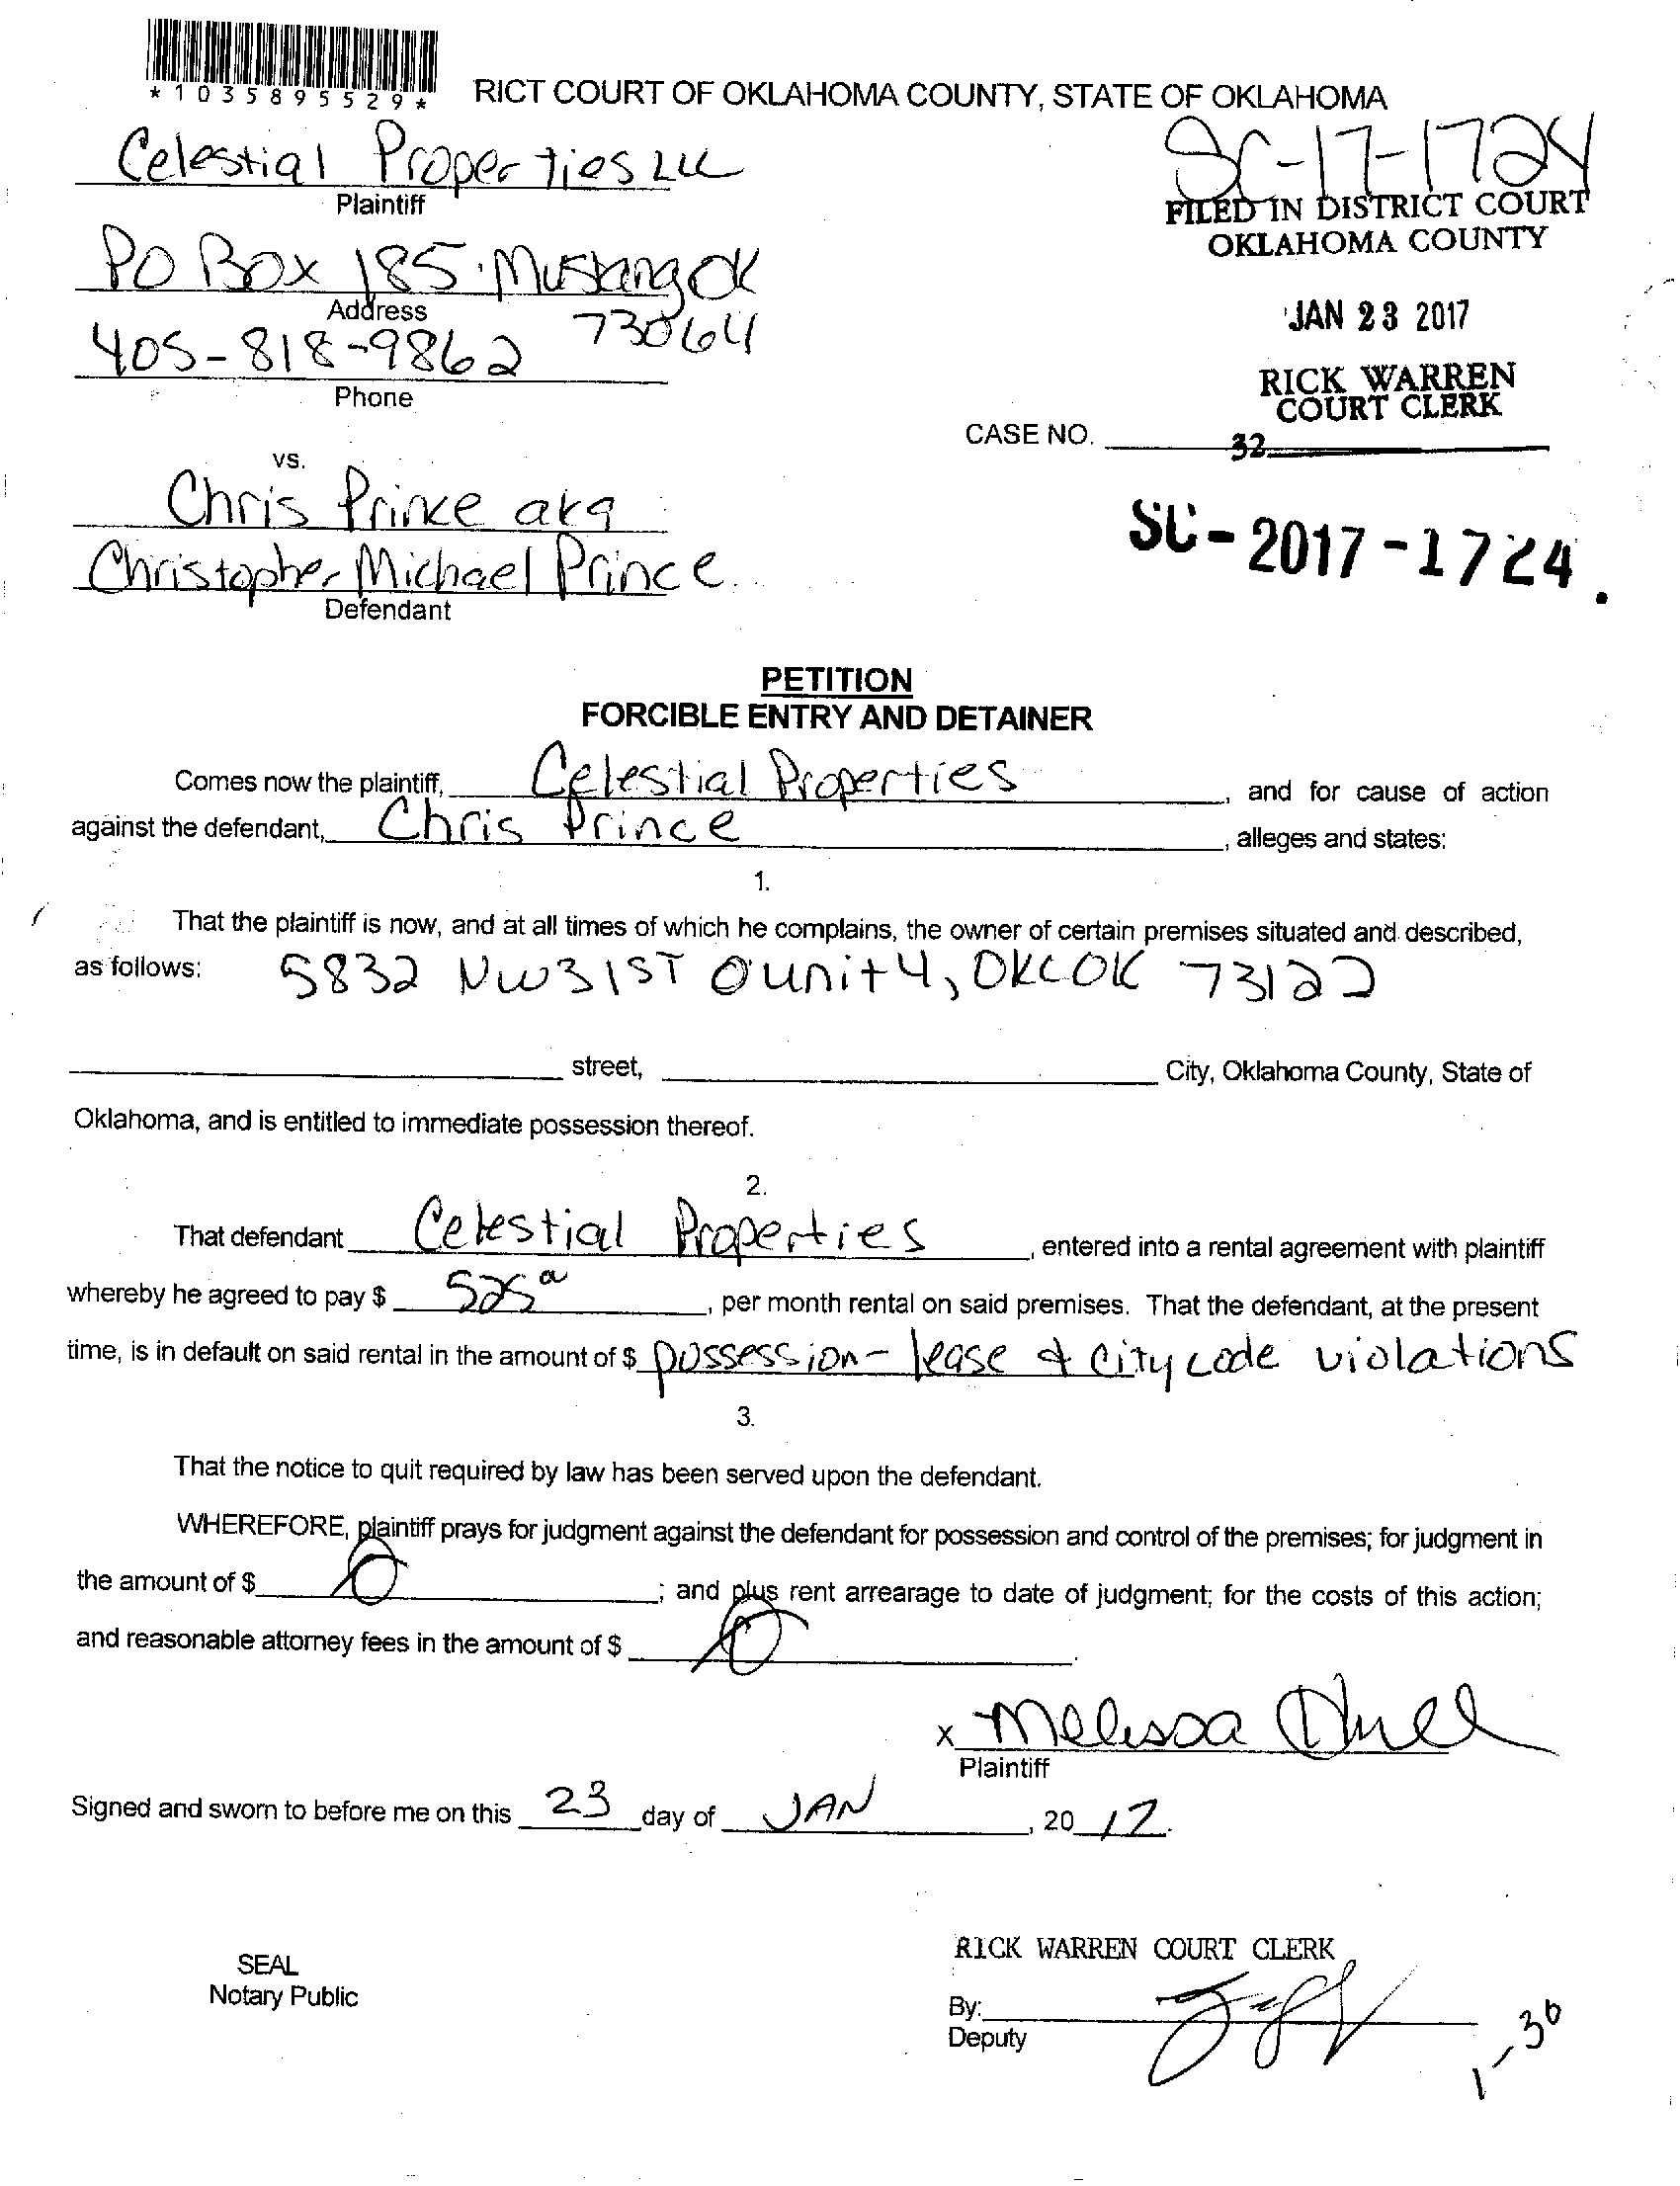 *1035895529*
RICT COURT OF OKLAHOMA COUNTY, STATE OF OKLAHOMA
Celestial Properties LLC
Plaintiff
SC-17-1724
FILED IN DISTRICT COURT
OKLAHOMA COUNTY
PO Box 185 Mustang OK
73064
Address
JAN 23 2017
405-818-9862
Phone
RICK WARREN
COURT CLERK
CASE NO.
32
vs.
Chris Prince aka
Christopher Michael Prince
Defendant
SC-2017-1724
PETITION
FORCIBLE ENTRY AND DETAINER
Comes now the plaintiff, Celestial Properties, and for cause of action
against the defendant, Chris Prince, alleges and states:
1.
That the plaintiff is now, and at all times of which he complains, the owner of certain premises situated and described,
as follows: 5832 NW 31ST unit 4, OKC OK 73122
street, City, Oklahoma County, State of
Oklahoma, and is entitled to immediate possession thereof.
2.
That defendant Celestial Properties, entered into a rental agreement with plaintiff
whereby he agreed to pay $ 525, per month rental on said premises. That the defendant, at the present
time, is in default on said rental in the amount of $ possession - lease & city code violations
3.
That the notice to quit required by law has been served upon the defendant.
WHEREFORE, plaintiff prays for judgment against the defendant for possession and control of the premises; for judgment in
the amount of $ 0; and plus rent arrearage to date of judgment; for the costs of this action;
and reasonable attorney fees in the amount of $ 0.
x Melissa
Plaintiff
Signed and sworn to before me on this 23 day of JAN, 20 17.
SEAL
Notary Public
RICK WARREN COURT CLERK
By:
Deputy
1-30